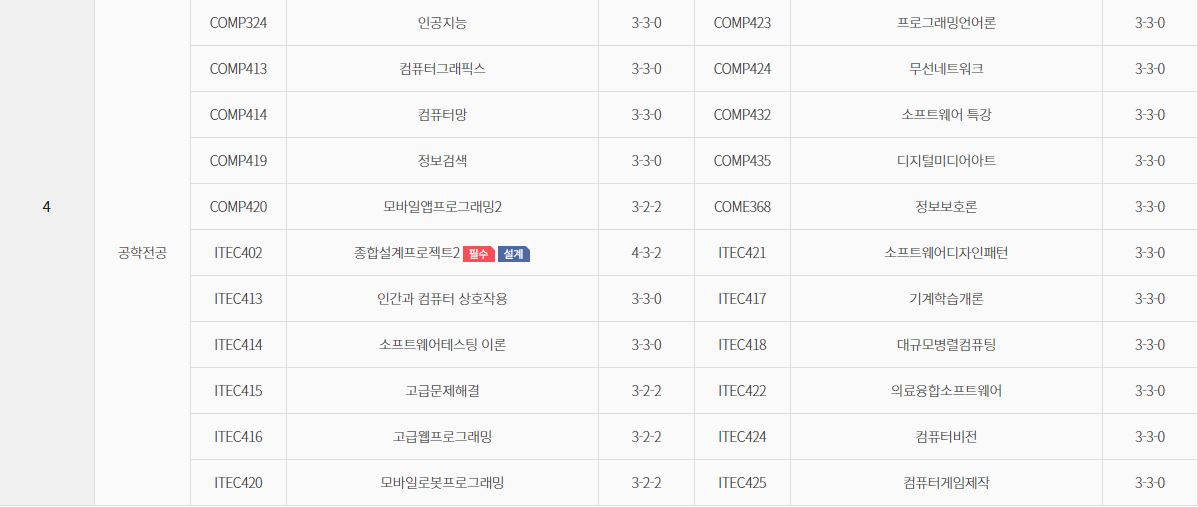 COMP324 인공지능 3-3-0 COMP423 프로그래밍언어론 3-3-0
COMP413 컴퓨터그래픽스 3-3-0 COMP424 무선네트워크 3-3-0
COMP414 컴퓨터망 3-3-0 COMP432 소프트웨어 특강 3-3-0
COMP419 정보검색 3-3-0 COMP435 디지털미디어아트 3-3-0
4 COMP420 모바일앱프로그래밍2 3-2-2 COME368 정보보호론 3-3-0
공학전공 ITEC402 종합설계프로젝트2 필수 설계 4-3-2 ITEC421 소프트웨어디자인패턴 3-3-0
ITEC413 인간과 컴퓨터 상호작용 3-3-0 ITEC417 기계학습개론 3-3-0
ITEC414 소프트웨어테스팅 이론 3-3-0 ITEC418 대규모병렬컴퓨팅 3-3-0
ITEC415 고급문제해결 3-2-2 ITEC422 의료융합소프트웨어 3-3-0
ITEC416 고급웹프로그래밍 3-2-2 ITEC424 컴퓨터비전 3-3-0
ITEC420 모바일로봇프로그래밍 3-2-2 ITEC425 컴퓨터게임제작 3-3-0